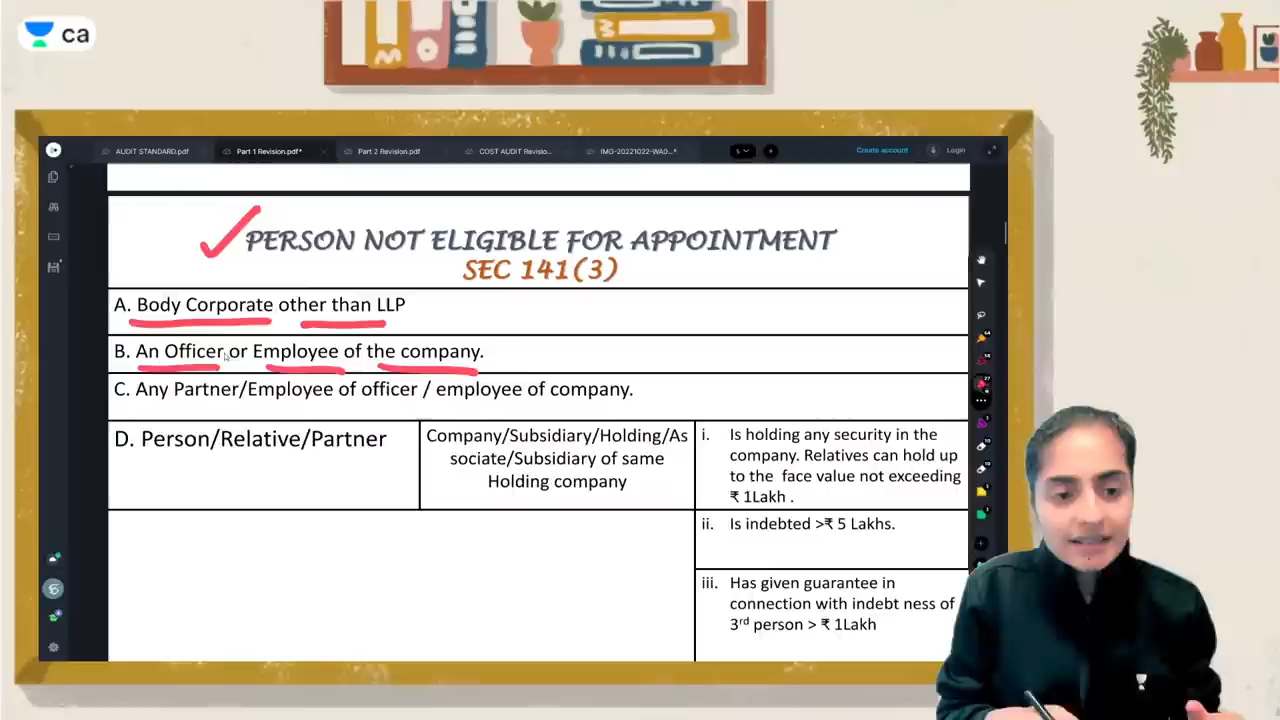 ca
AUDIT STANDARD.pdf
Part 1 Revision.pdf*
Part 2 Revision.pdf
COST AUDIT Revisio...
IMG-20221022-WA0...*
Create account
Login
PERSON NOT ELIGIBLE FOR APPOINTMENT
SEC 141(3)
A. Body Corporate other than LLP
B. An Officer or Employee of the company.
C. Any Partner/Employee of officer / employee of company.
D. Person/Relative/Partner
Company/Subsidiary/Holding/As
sociate/Subsidiary of same
Holding company
i. Is holding any security in the
company. Relatives can hold up
to the face value not exceeding
₹ 1Lakh .
ii. Is indebted >₹ 5 Lakhs.
iii. Has given guarantee in
connection with indebt ness of
3rd person > ₹ 1Lakh